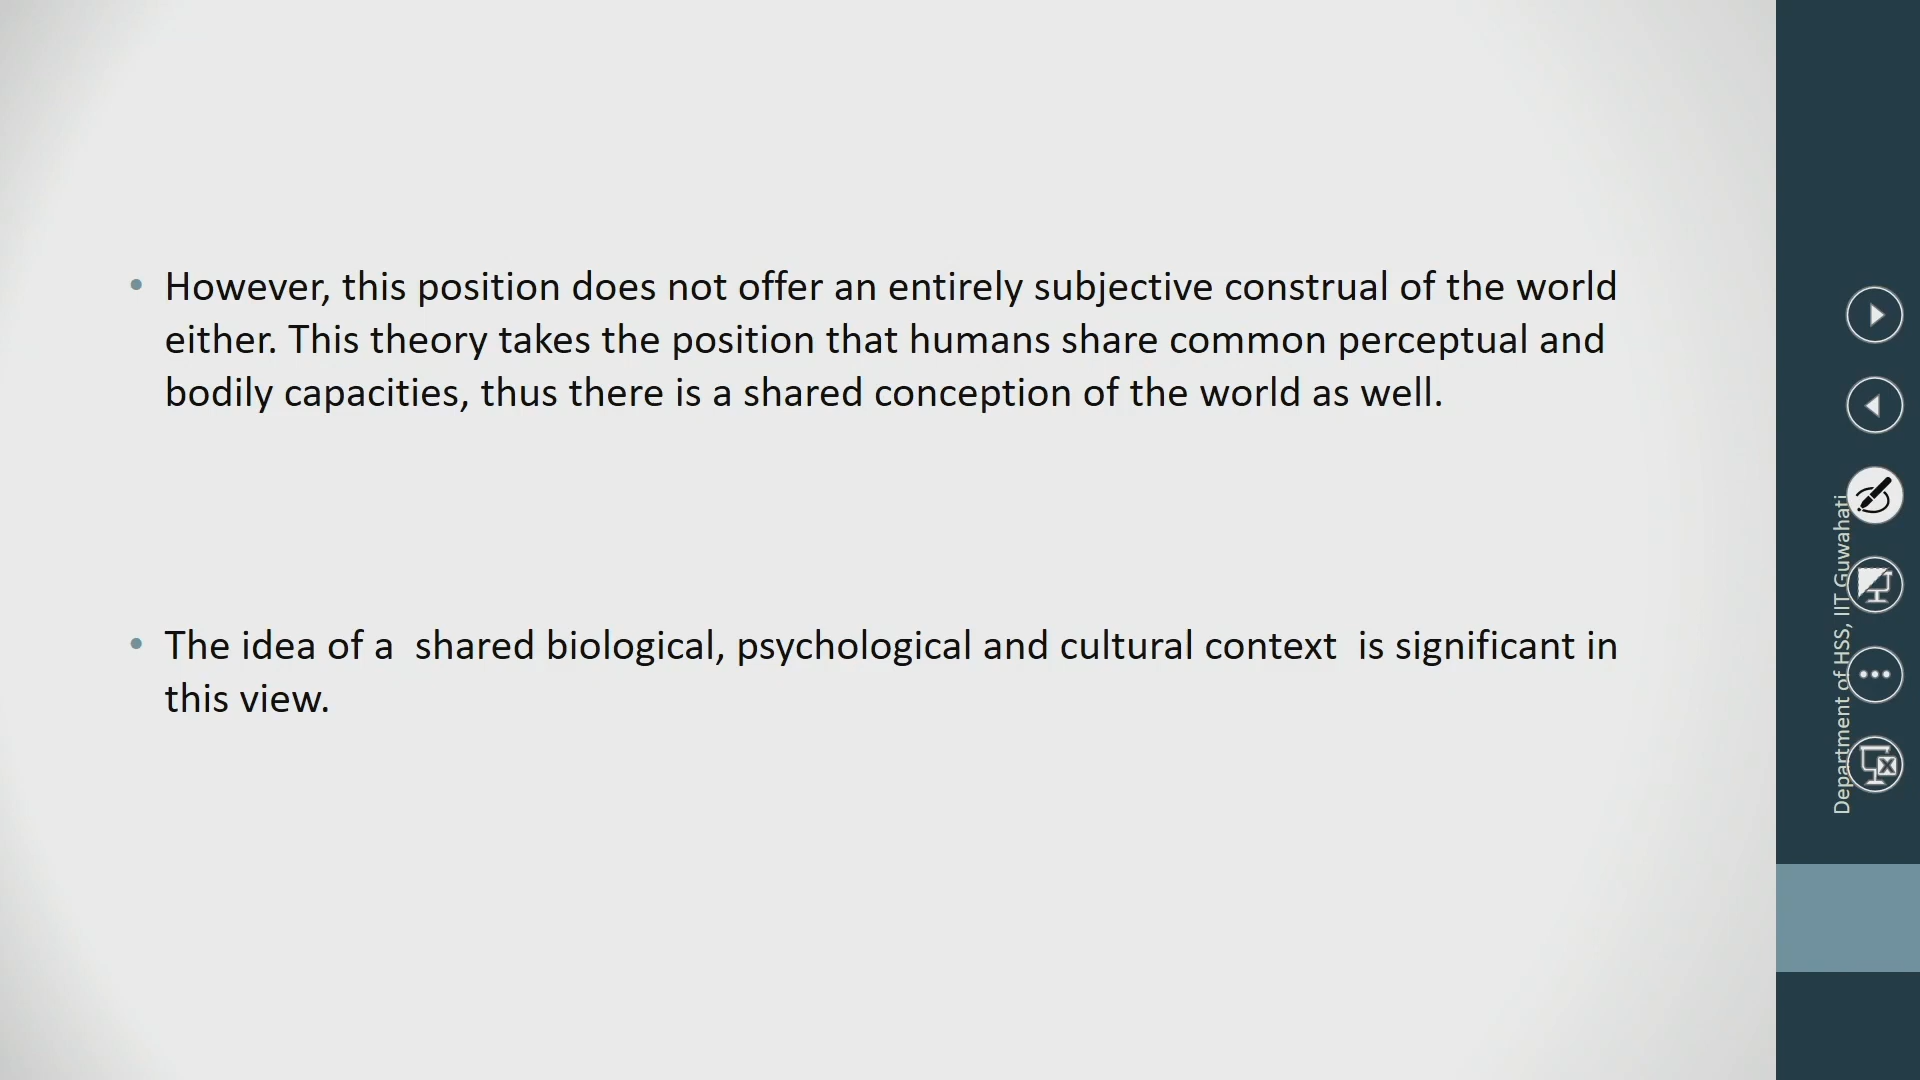 • However, this position does not offer an entirely subjective construal of the world
either. This theory takes the position that humans share common perceptual and
bodily capacities, thus there is a shared conception of the world as well.
• The idea of a  shared biological, psychological and cultural context  is significant in
this view.
Department of HSS, IIT Guwahati